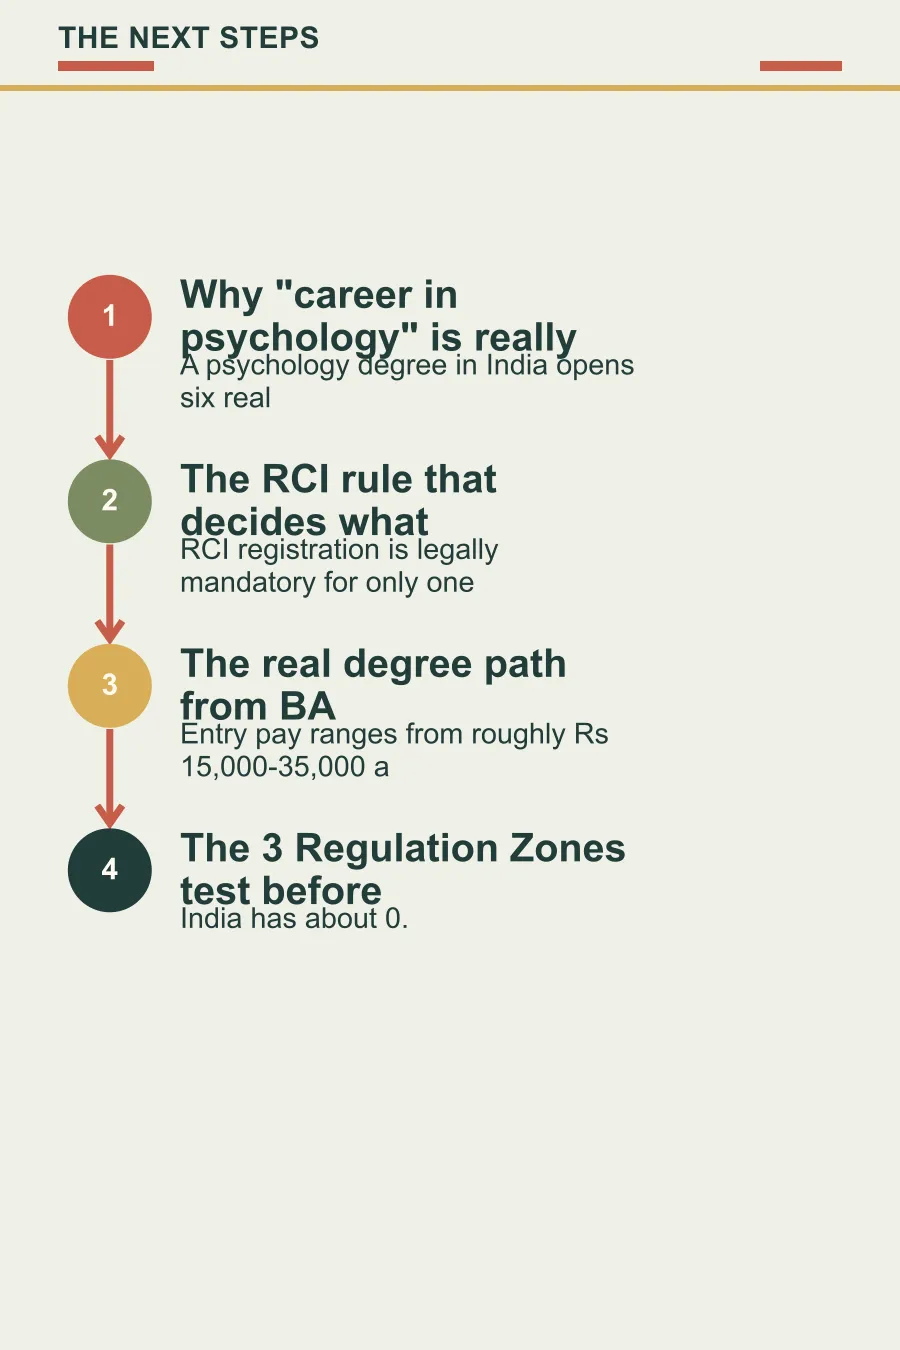 THE NEXT STEPS
1
Why "career in
psychology" is really
A psychology degree in India opens
six real
2
The RCI rule that
decides what
RCI registration is legally
mandatory for only one
3
The real degree path
from BA
Entry pay ranges from roughly Rs
15,000-35,000 a
4
The 3 Regulation Zones
test before
India has about 0.